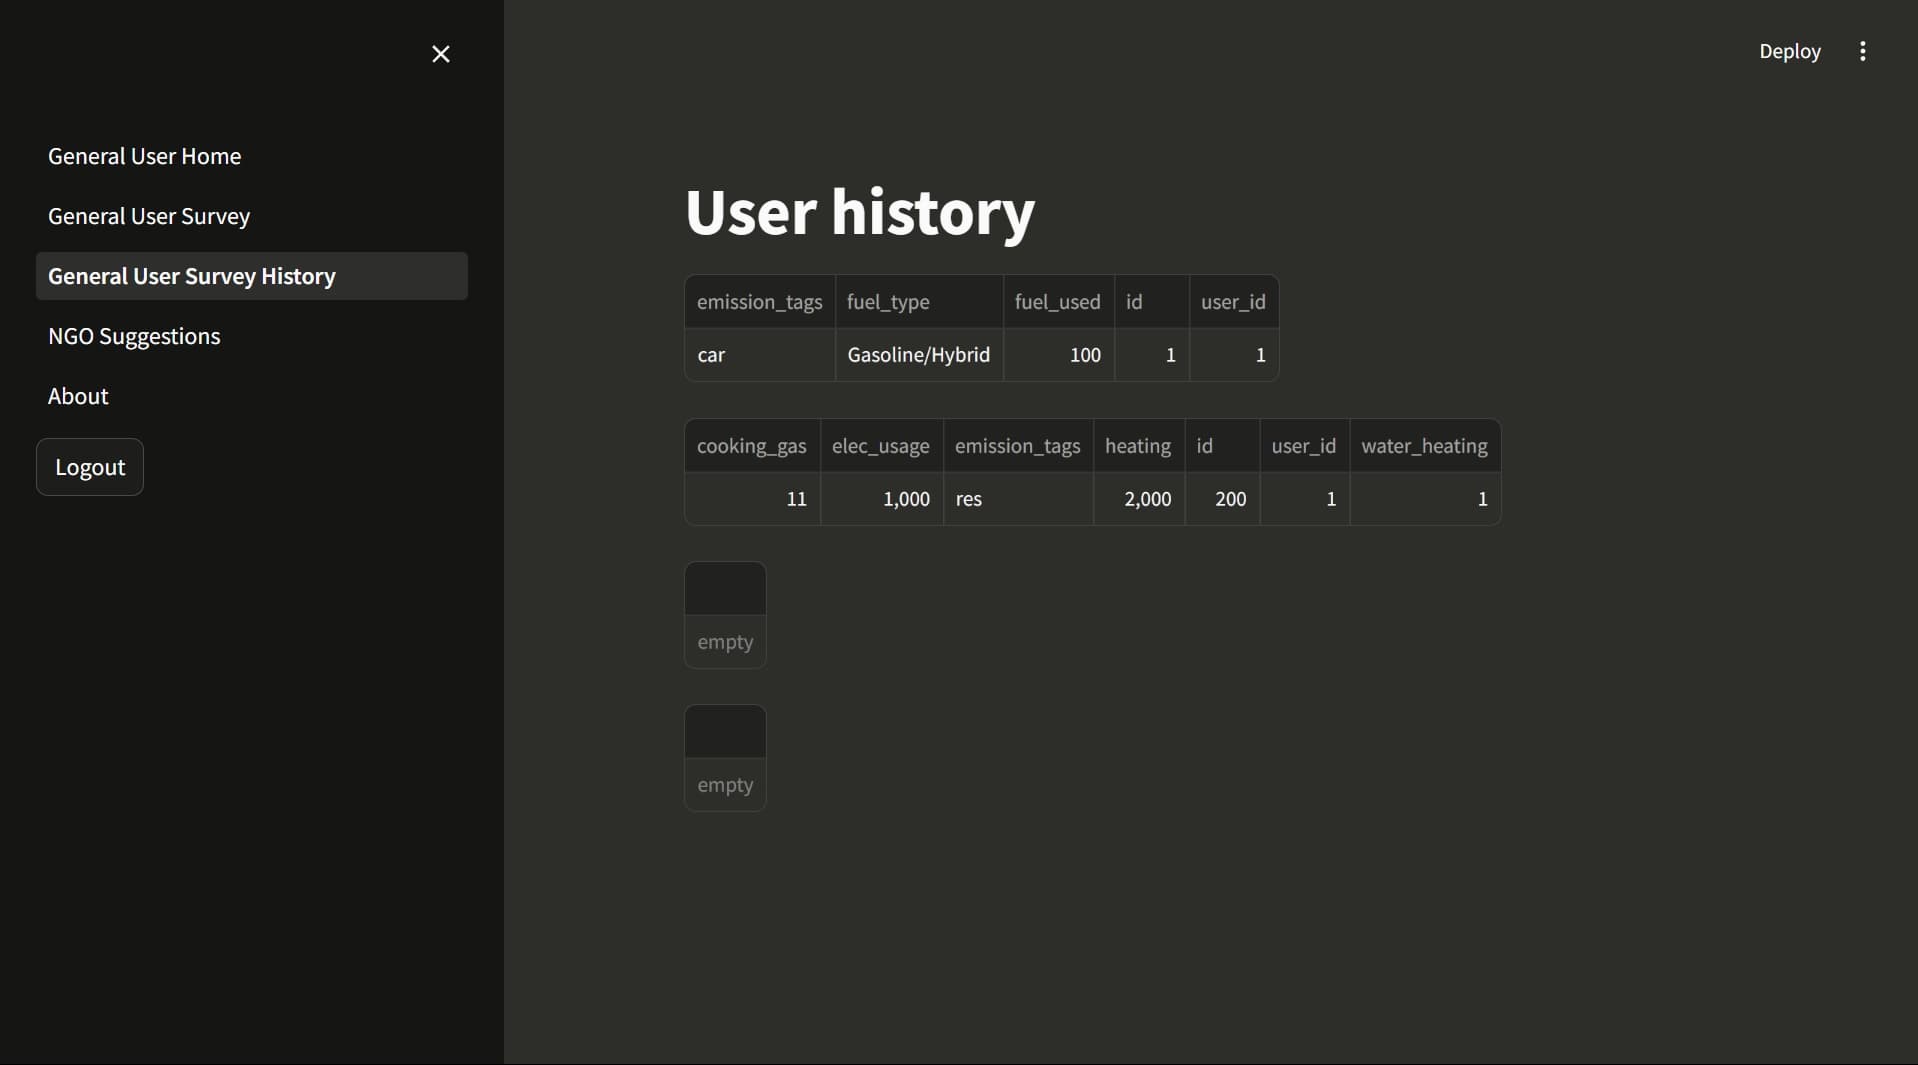 Deploy
General User Home
General User Survey
General User Survey History
NGO Suggestions
About
Logout
User history
emission_tags fuel_type fuel_used id user_id
car Gasoline/Hybrid 100 1 1
cooking_gas elec_usage emission_tags heating id user_id water_heating
11 1,000 res 2,000 200 1 1
empty
empty